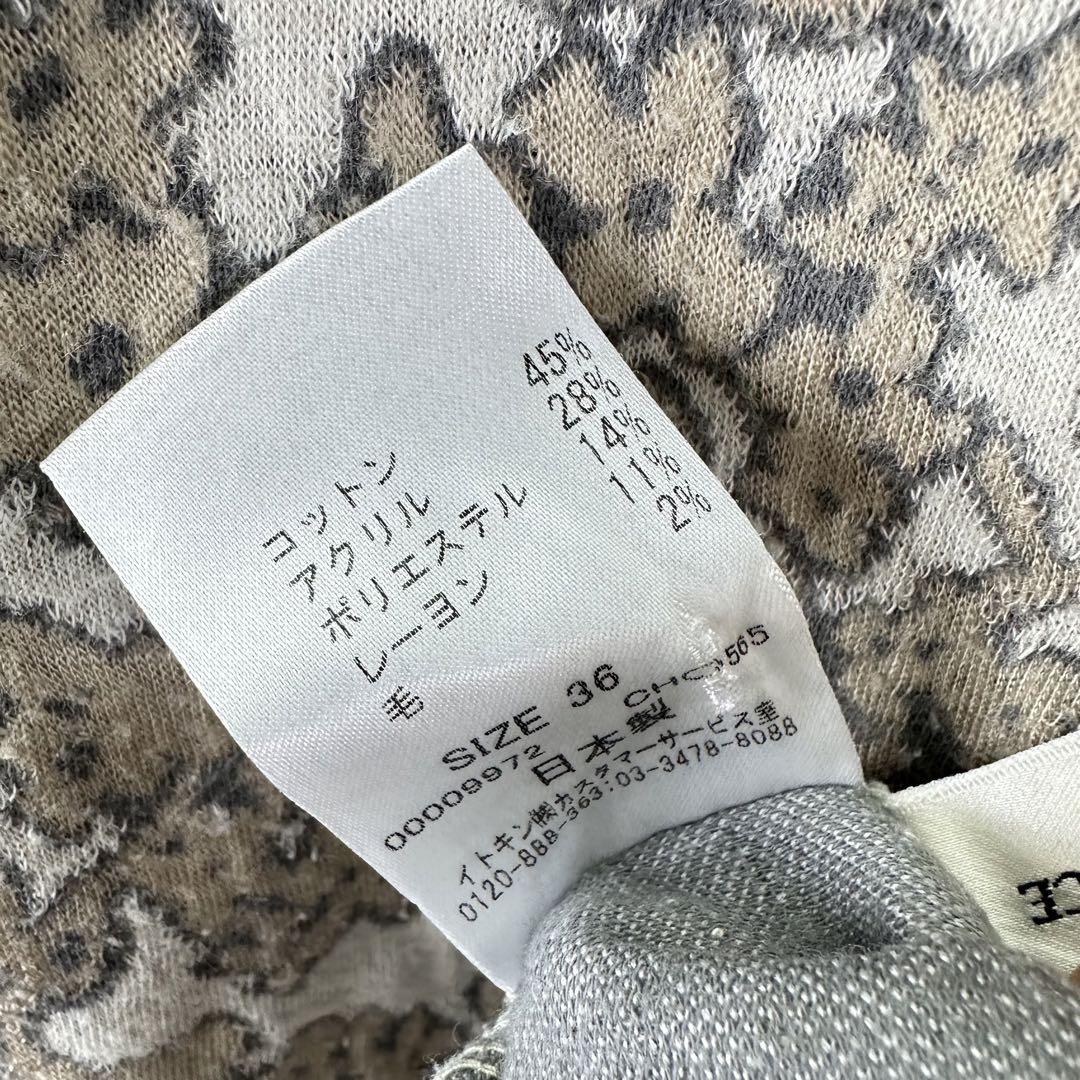 コットン 45%
アクリル 28%
ポリエステル 14%
レーヨン 11%
毛 2%
SIZE 36
00009972
日本製
イトキン㈱カスタマーサービス室
0120-888-363:03-3478-8088
CE